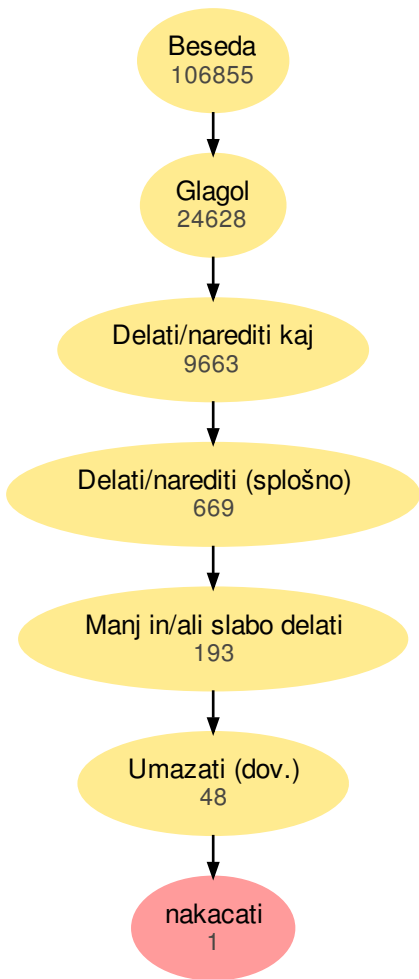 Beseda
106855
Glagol
24628
Delati/narediti kaj
9663
Delati/narediti (splošno)
669
Manj in/ali slabo delati
193
Umazati (dov.)
48
nakacati
1